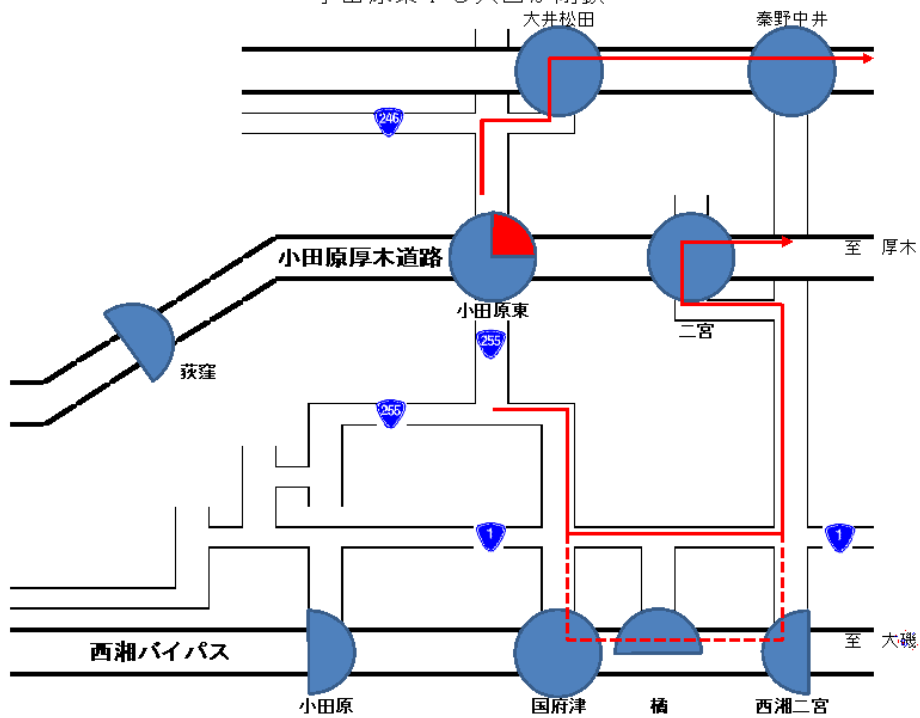 大井松田
秦野中井
246
小田原厚木道路
至 厚木
小田原東
二宮
255
荻窪
255
1
1
西湘バイパス
至 大磯
小田原
国府津
橘
西湘二宮